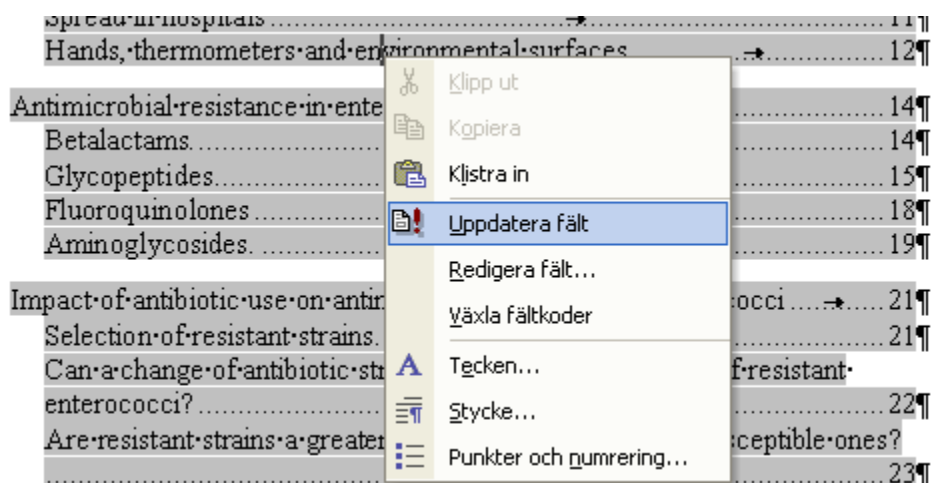 Spread·in·hospitals ............ → ............ 11¶
Hands,·thermometers·and·environmental·surfaces ............ → ............ 12¶
Antimicrobial·resistance·in·ente ............ 14¶
Betalactams ............ 14¶
Glycopeptides ............ 15¶
Fluoroquinolones ............ 18¶
Aminoglycosides. ............ 19¶
Impact·of·antibiotic·use·on· ococci .... → .... 21¶
Selection·of·resistant·strains. ............ 21¶
Can·a·change·of·antibiotic·str f·resistant·
enterococci? ............ 22¶
Are·resistant·strains·a·greater sceptible·ones?
............ 23¶
Klipp ut
Kopiera
Klistra in
Uppdatera fält
Redigera fält...
Växla fältkoder
Tecken...
Stycke...
Punkter och numrering...